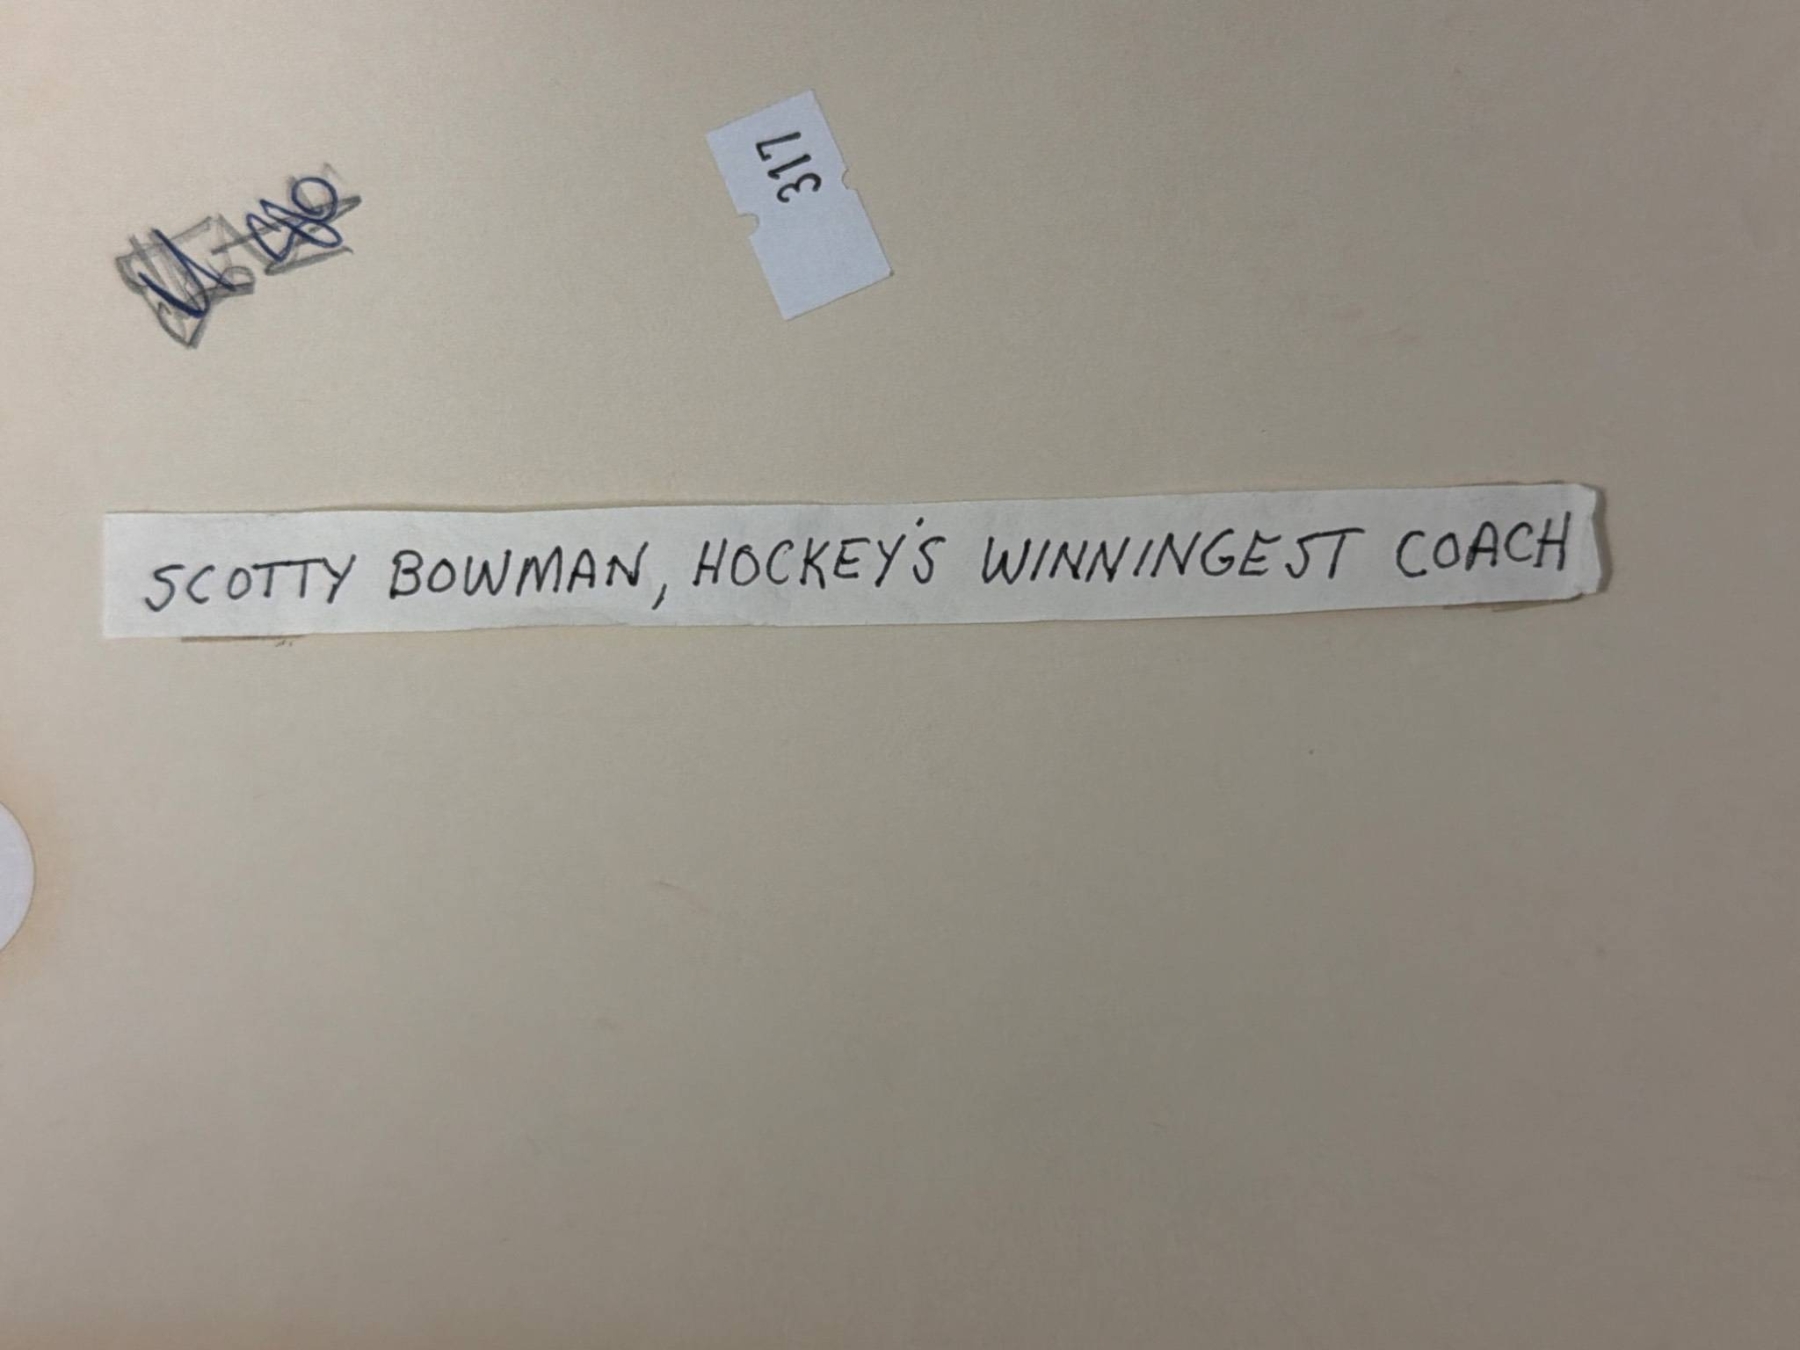 317
SCOTTY BOWMAN, HOCKEY'S WINNINGEST COACH